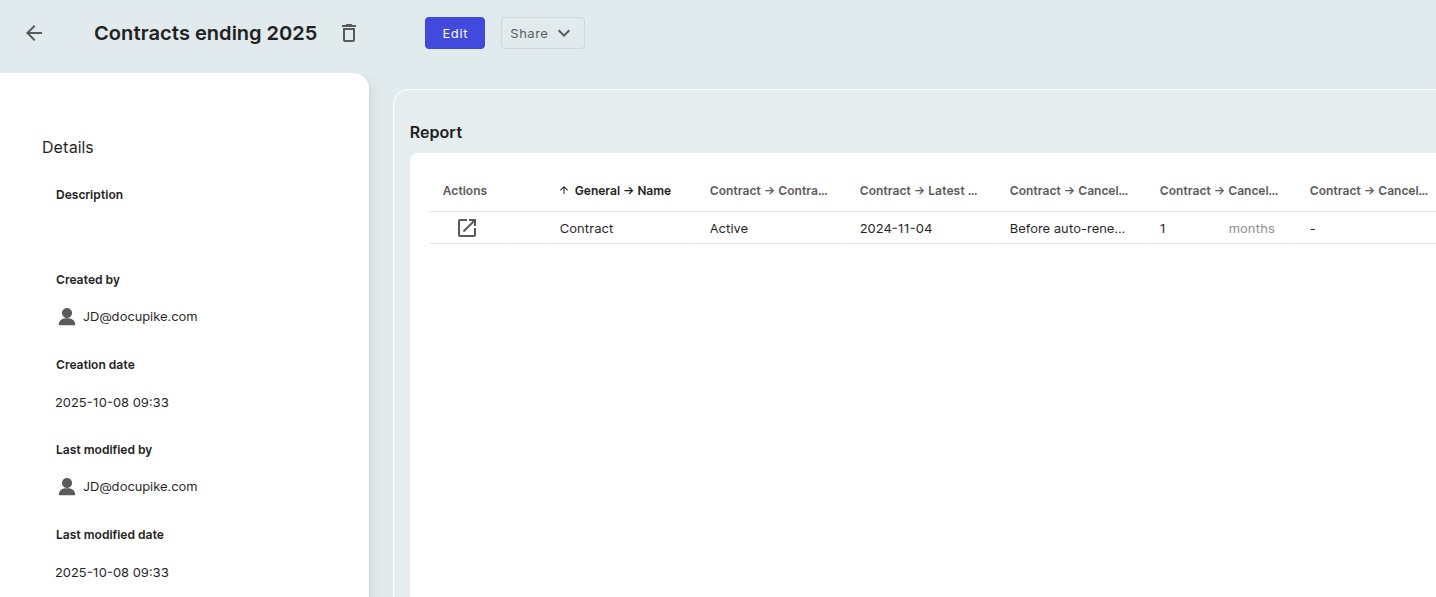 Contracts ending 2025
Edit
Share
Details
Description
Created by
JD@docupike.com
Creation date
2025-10-08 09:33
Last modified by
JD@docupike.com
Last modified date
2025-10-08 09:33
Report
Actions ↑ General → Name Contract → Contra... Contract → Latest ... Contract → Cancel... Contract → Cancel... Contract → Cancel...
Contract Active 2024-11-04 Before auto-rene... 1 months -